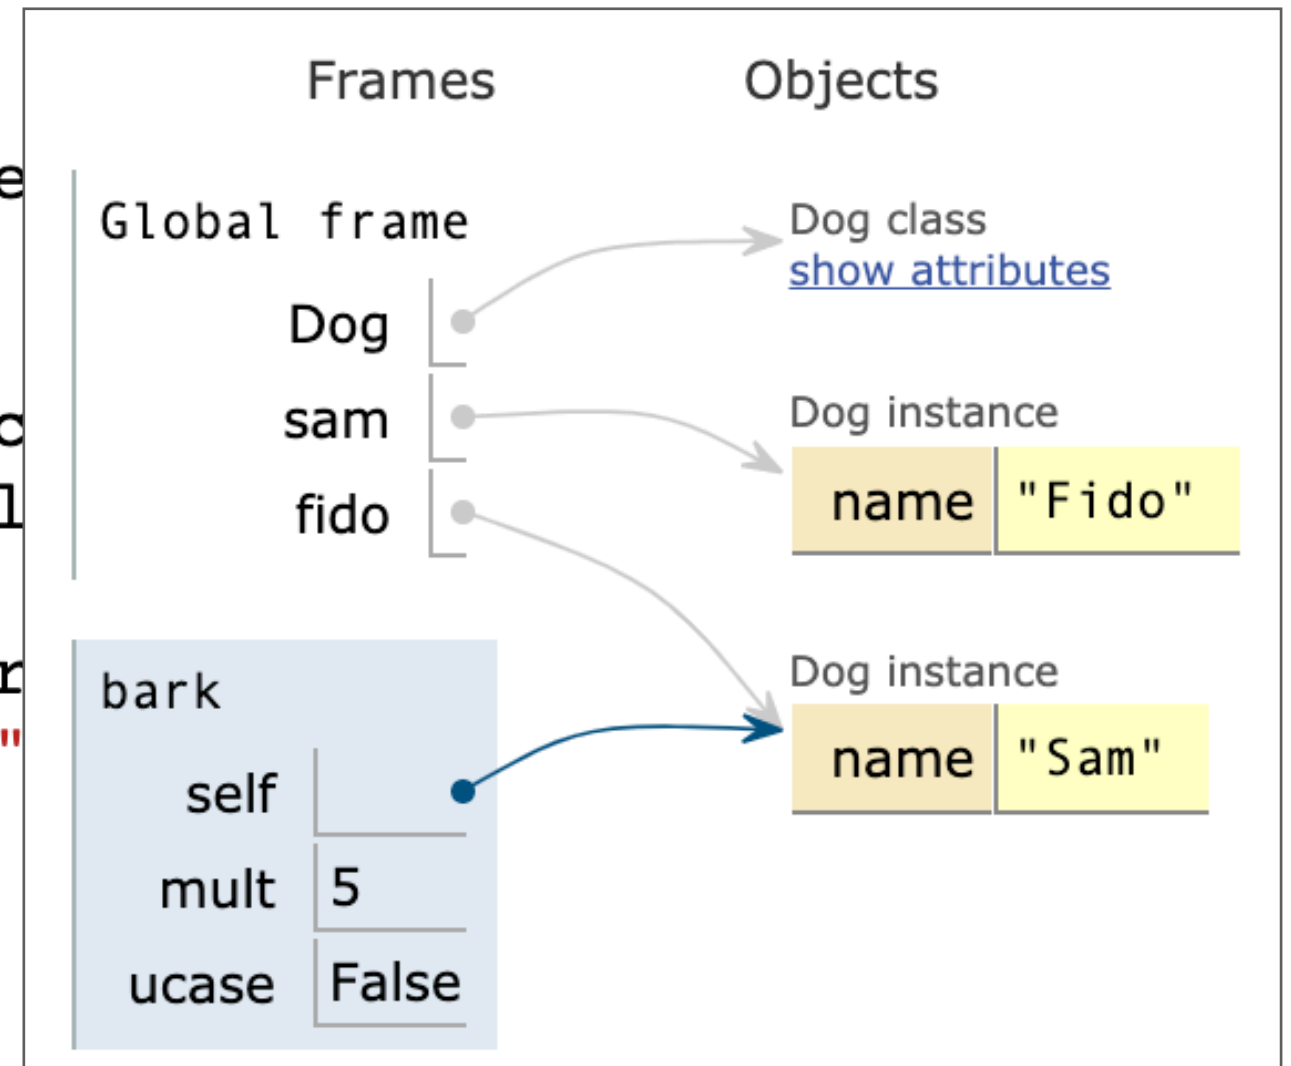 Frames Objects
e
Global frame
Dog class
show attributes
Dog
sam
Dog instance
c
name "Fido"
l
fido
bark
Dog instance
r
"
name "Sam"
self
mult 5
ucase False